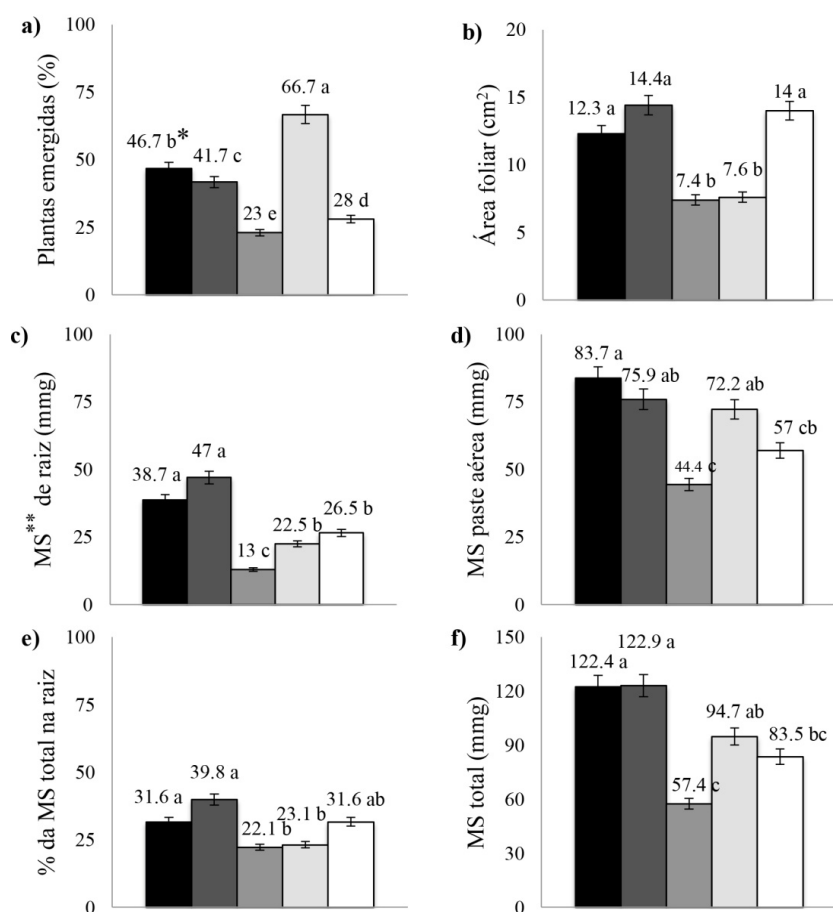 a)
Plantas emergidas (%)
100
75
50
25
0
46.7 b*
41.7 c
23 e
66.7 a
28 d
b)
Área foliar (cm²)
20
15
10
5
0
12.3 a
14.4a
7.4 b
7.6 b
14 a
c)
MS** de raiz (mmg)
100
75
50
25
0
38.7 a
47 a
13 c
22.5 b
26.5 b
d)
MS paste aérea (mmg)
100
75
50
25
0
83.7 a
75.9 ab
44.4 c
72.2 ab
57 cb
e)
% da MS total na raiz
100
75
50
25
0
31.6 a
39.8 a
22.1 b
23.1 b
31.6 ab
f)
MS total (mmg)
150
120
90
60
30
0
122.4 a
122.9 a
57.4 c
94.7 ab
83.5 bc